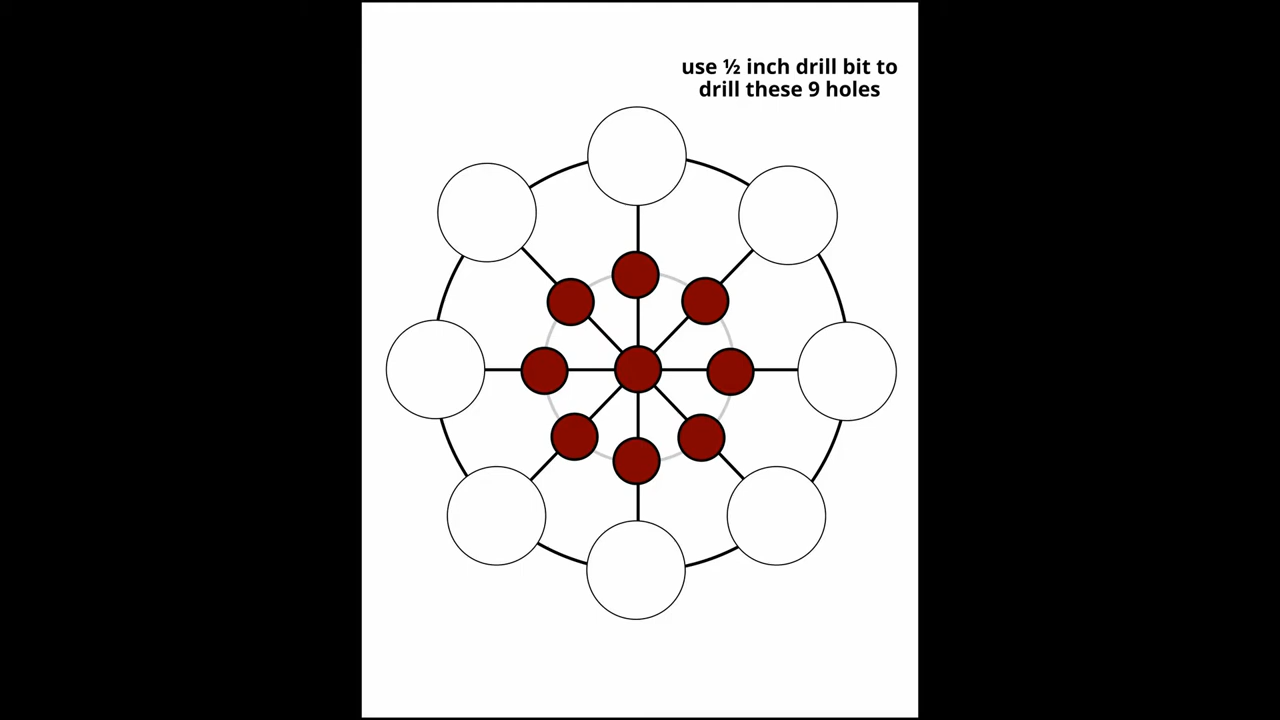 use ½ inch drill bit to
drill these 9 holes